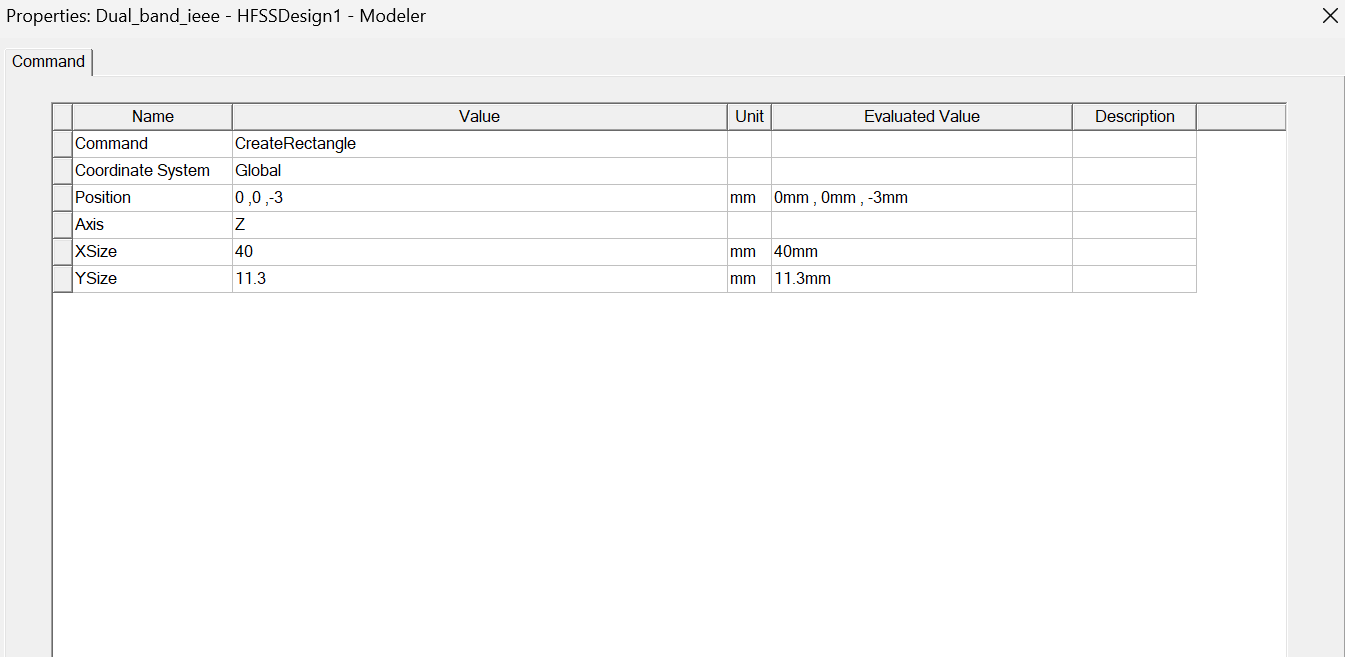 Properties: Dual_band_ieee - HFSSDesign1 - Modeler
Command
Name Value Unit Evaluated Value Description
Command CreateRectangle
Coordinate System Global
Position 0 ,0 ,-3 mm 0mm , 0mm , -3mm
Axis Z
XSize 40 mm 40mm
YSize 11.3 mm 11.3mm